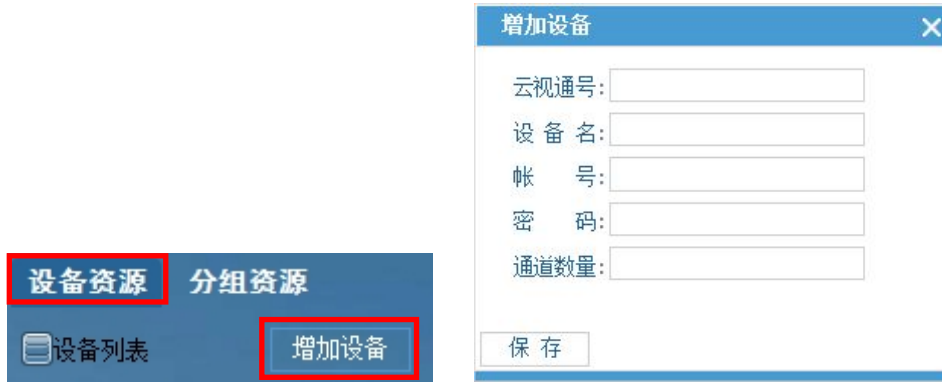 设备资源 分组资源
设备列表 增加设备
增加设备
云视通号:
设备名:
帐号:
密码:
通道数量:
保存